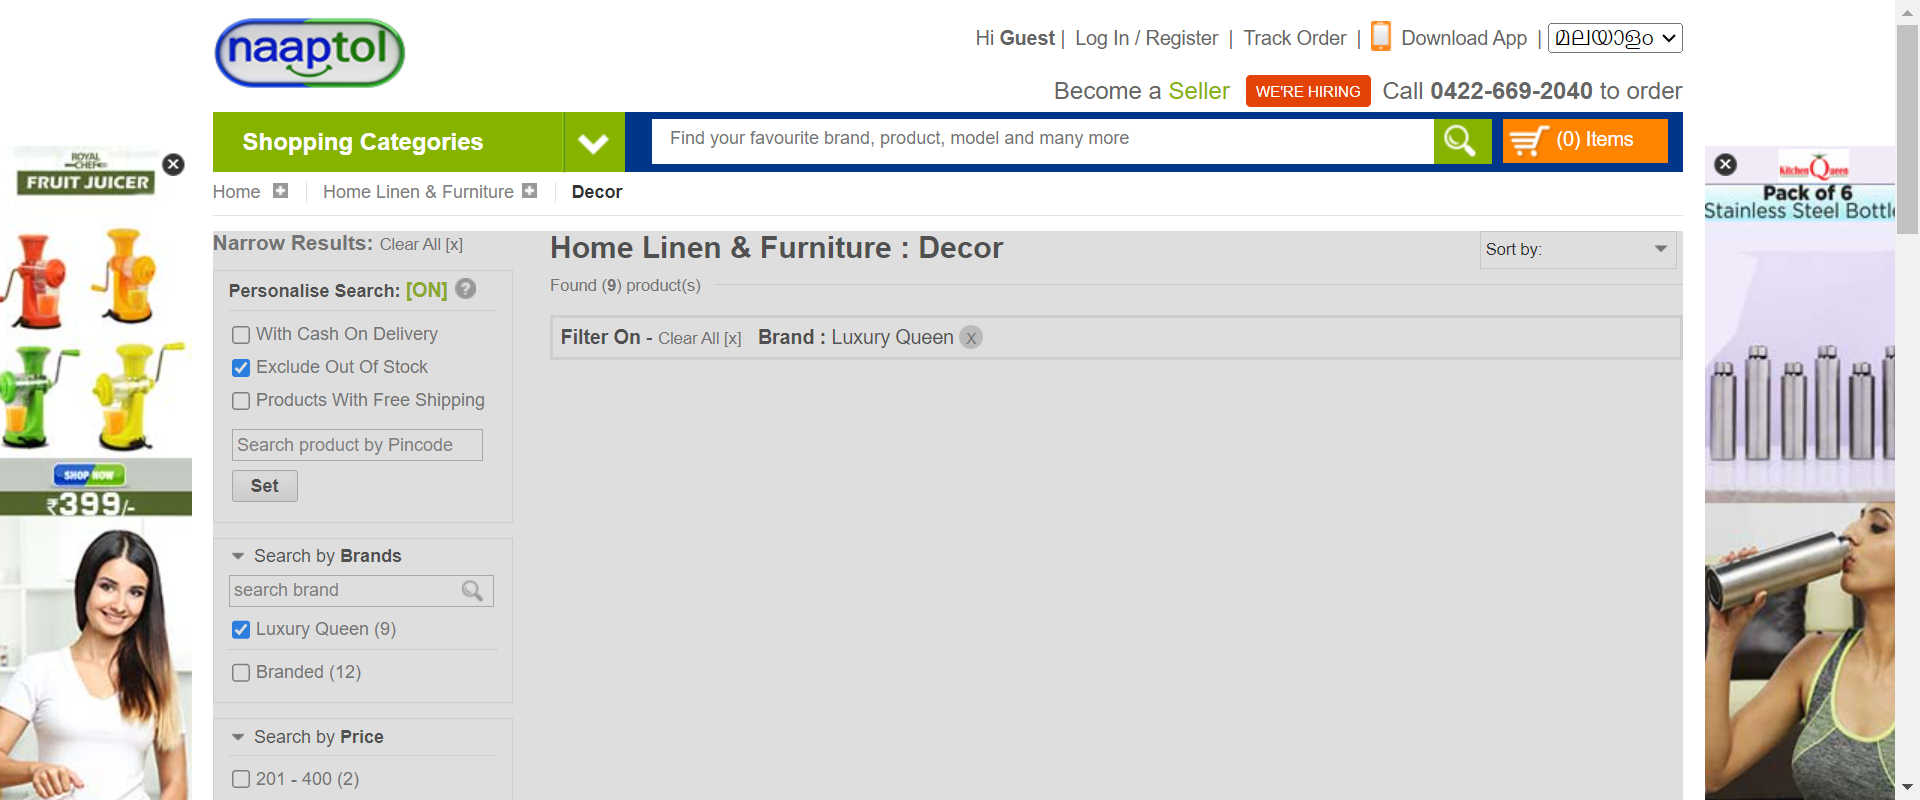 naaptol
Hi Guest | Log In / Register | Track Order | Download App | മലയാളം
Become a Seller WE'RE HIRING Call 0422-669-2040 to order
Shopping Categories
Find your favourite brand, product, model and many more
(0) Items
Home Home Linen & Furniture Decor
ROYAL
CHEF
FRUIT JUICER
SHOP NOW
₹399/-
Narrow Results: Clear All [x]
Personalise Search: [ON] ?
With Cash On Delivery
Exclude Out Of Stock
Products With Free Shipping
Search product by Pincode
Set
Search by Brands
search brand
Luxury Queen (9)
Branded (12)
Search by Price
201 - 400 (2)
Home Linen & Furniture : Decor
Sort by:
Found (9) product(s)
Filter On - Clear All [x] Brand : Luxury Queen X
Kitchen Queen
Pack of 6
Stainless Steel Bottl